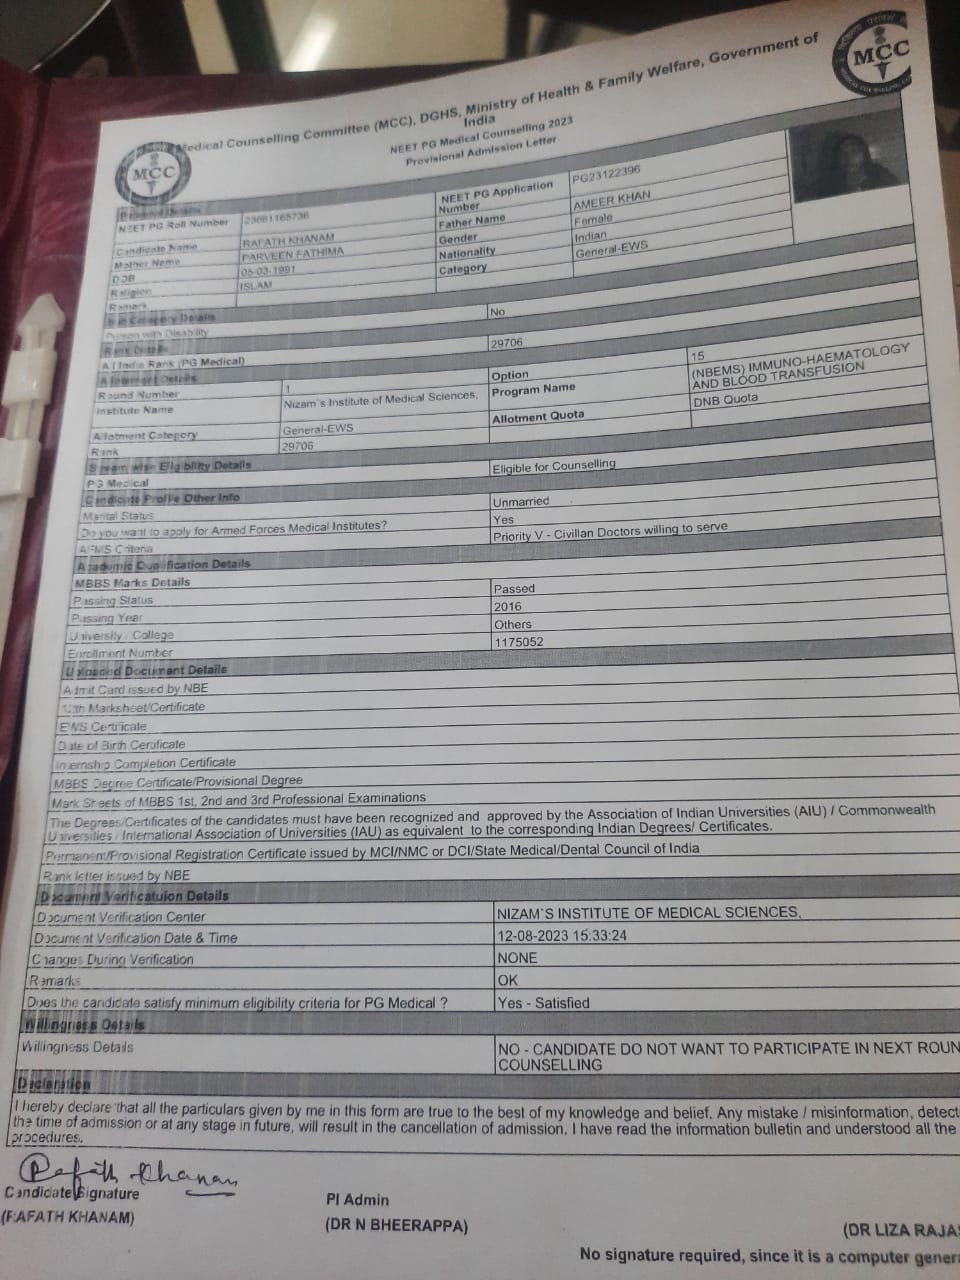 MCC
Medical Counselling Committee (MCC), DGHS, Ministry of Health & Family Welfare, Government of
India
NEET PG Medical Counselling 2023
Provisional Admission Letter
MCC
Personal Details
NEET PG Roll Number 23661165736 NEET PG Application Number PG23122396
Candidate Name RAFATH KHANAM Father Name AMEER KHAN
Mother Name PARVEEN FATHIMA Gender Female
DOB 05-03-1991 Nationality Indian
Religion ISLAM Category General-EWS
Remark
Sub Category Details
Person with Disability No
Rank Details
All India Rank (PG Medical) 29706
Allotment Details
Round Number 1 Option 15
Institute Name Nizam`s Institute of Medical Sciences, Program Name (NBEMS) IMMUNO-HAEMATOLOGY
AND BLOOD TRANSFUSION
Allotment Category General-EWS Allotment Quota DNB Quota
Rank 29706
Stream wise Eligibility Details
PG Medical Eligible for Counselling
Candidate Profile Other Info
Marital Status Unmarried
Do you want to apply for Armed Forces Medical Institutes? Yes
AFMS Criteria Priority V - Civilian Doctors willing to serve
Academic Qualification Details
MBBS Marks Details
Passing Status Passed
Passing Year 2016
University / College Others
Enrollment Number 1175052
Uploaded Document Details
Admit Card issued by NBE
Marksheet/Certificate
EWS Certificate
Date of Birth Certificate
Internship Completion Certificate
MBBS Degree Certificate/Provisional Degree
Mark Sheets of MBBS 1st, 2nd and 3rd Professional Examinations
The Degrees/Certificates of the candidates must have been recognized and approved by the Association of Indian Universities (AIU) / Commonwealth
Universities / International Association of Universities (IAU) as equivalent to the corresponding Indian Degrees/ Certificates.
Permanent/Provisional Registration Certificate issued by MCI/NMC or DCI/State Medical/Dental Council of India
Rank letter issued by NBE
Document Verificatuion Details
Document Verification Center NIZAM`S INSTITUTE OF MEDICAL SCIENCES,
Document Verification Date & Time 12-08-2023 15:33:24
Changes During Verification NONE
Remarks OK
Does the candidate satisfy minimum eligibility criteria for PG Medical ? Yes - Satisfied
Willingness Details
Willingness Details NO - CANDIDATE DO NOT WANT TO PARTICIPATE IN NEXT ROUN
COUNSELLING
Declaration
I hereby declare that all the particulars given by me in this form are true to the best of my knowledge and belief. Any mistake / misinformation, detect
the time of admission or at any stage in future, will result in the cancellation of admission. I have read the information bulletin and understood all the
procedures.
Rafath Khanam
Candidate Signature PI Admin
(RAFATH KHANAM) (DR N BHEERAPPA) (DR LIZA RAJA
No signature required, since it is a computer gener